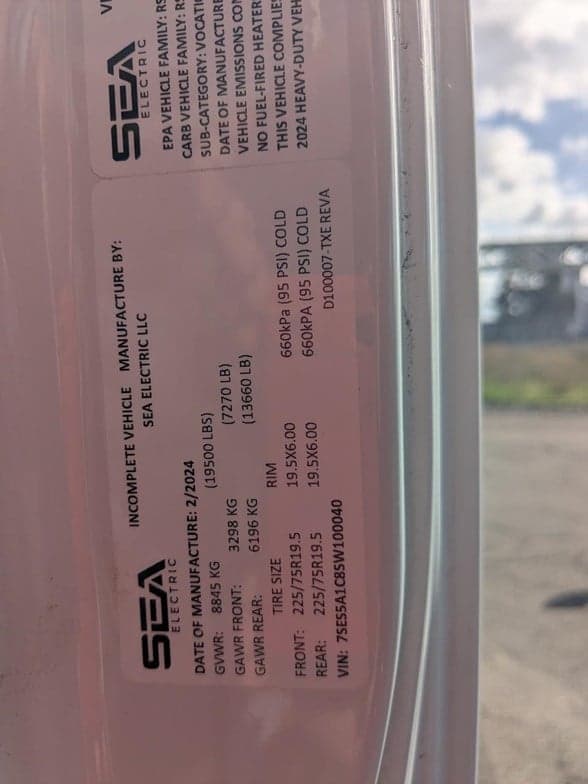 SEA
ELECTRIC
INCOMPLETE VEHICLE MANUFACTURE BY:
SEA ELECTRIC LLC
DATE OF MANUFACTURE: 2/2024
GVWR: 8845 KG (19500 LBS)
GAWR FRONT: 3298 KG (7270 LB)
GAWR REAR: 6196 KG (13660 LB)
TIRE SIZE RIM
FRONT: 225/75R19.5 19.5X6.00 660kPa (95 PSI) COLD
REAR: 225/75R19.5 19.5X6.00 660kPA (95 PSI) COLD
VIN: 7SE55A1C8SW100040 D100007-TXE REVA
SEA
ELECTRIC
EPA VEHICLE FAMILY:
CARB VEHICLE FAMILY:
SUB-CATEGORY:
DATE OF MANUFACTURE
VEHICLE EMISSIONS
NO FUEL-FIRED HEATER
THIS VEHICLE
2024 HEAVY-DUTY